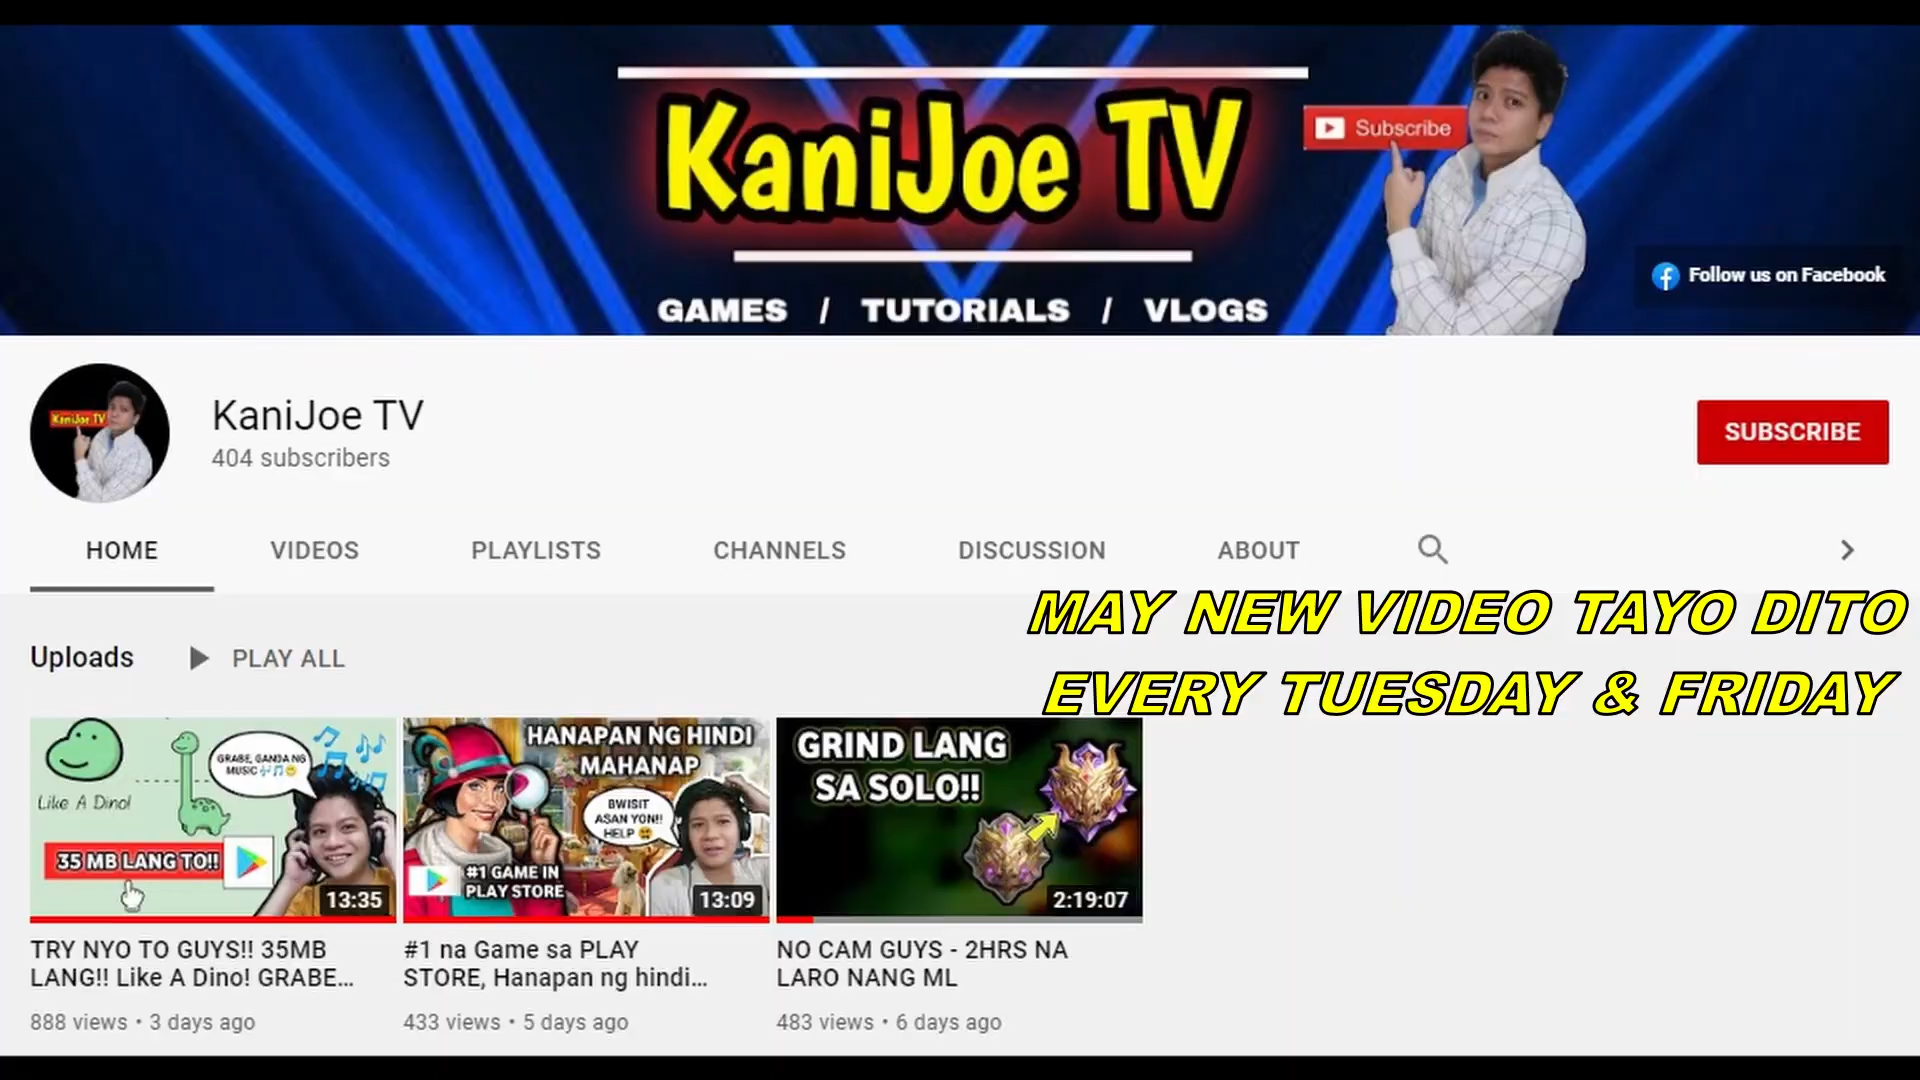 KaniJoe TV
Subscribe
Follow us on Facebook
GAMES / TUTORIALS / VLOGS
KaniJoe TV
KaniJoe TV
404 subscribers
SUBSCRIBE
HOME VIDEOS PLAYLISTS CHANNELS DISCUSSION ABOUT
MAY NEW VIDEO TAYO DITO
EVERY TUESDAY & FRIDAY
Uploads PLAY ALL
GRABE, GANDA NG
MUSIC
Like A Dino!
35 MB LANG TO!!
13:35
HANAPAN NG HINDI
MAHANAP
BWISIT
ASAN YON!!
HELP
#1 GAME IN
PLAY STORE
13:09
GRIND LANG
SA SOLO!!
2:19:07
TRY NYO TO GUYS!! 35MB
LANG!! Like A Dino! GRABE...
888 views • 3 days ago
#1 na Game sa PLAY
STORE, Hanapan ng hindi...
433 views • 5 days ago
NO CAM GUYS - 2HRS NA
LARO NANG ML
483 views • 6 days ago